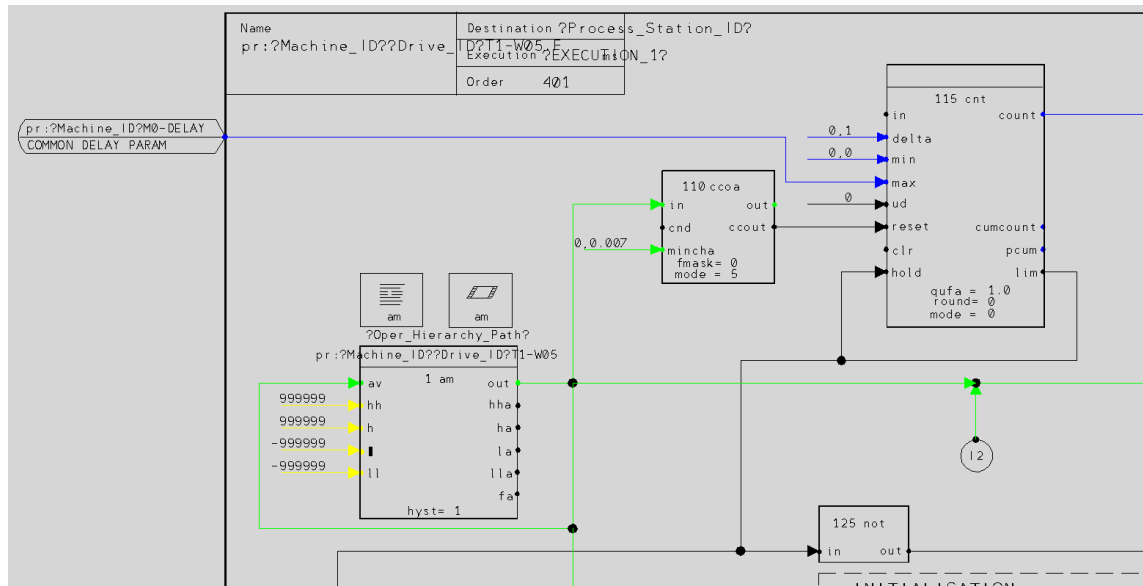 Name
pr:?Machine_ID??Drive_ID?T1-W05,E
Destination ?Process_Station_ID?
Execution ?EXECUTION_1?
Order 401
pr:?Machine_ID?M0-DELAY
COMMON DELAY PARAM
115 cnt
in
count
0,1
delta
0,0
min
max
0
ud
reset
cumcount
clr
pcum
hold
lim
qufa = 1.0
round= 0
mode = 0
110 ccoa
in
out
cnd
ccout
0,0.007
mincha
fmask= 0
mode = 5
am
am
?Oper_Hierarchy_Path?
pr:?Machine_ID??Drive_ID?T1-W05
1 am
av
out
999999
hh
hha
999999
h
ha
-999999
la
-999999
ll
lla
fa
hyst= 1
I2
125 not
in
out
INITIALISATION